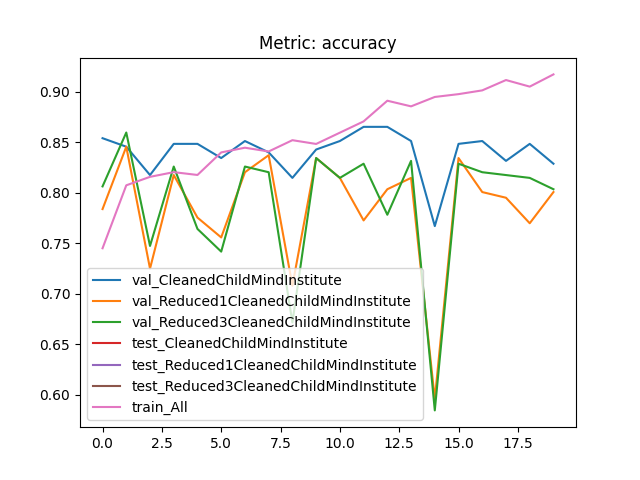 Metric: accuracy
0.90
0.85
0.80
0.75
0.70
0.65
0.60
val_CleanedChildMindInstitute
val_Reduced1CleanedChildMindInstitute
val_Reduced3CleanedChildMindInstitute
test_CleanedChildMindInstitute
test_Reduced1CleanedChildMindInstitute
test_Reduced3CleanedChildMindInstitute
train_All
0.0 2.5 5.0 7.5 10.0 12.5 15.0 17.5